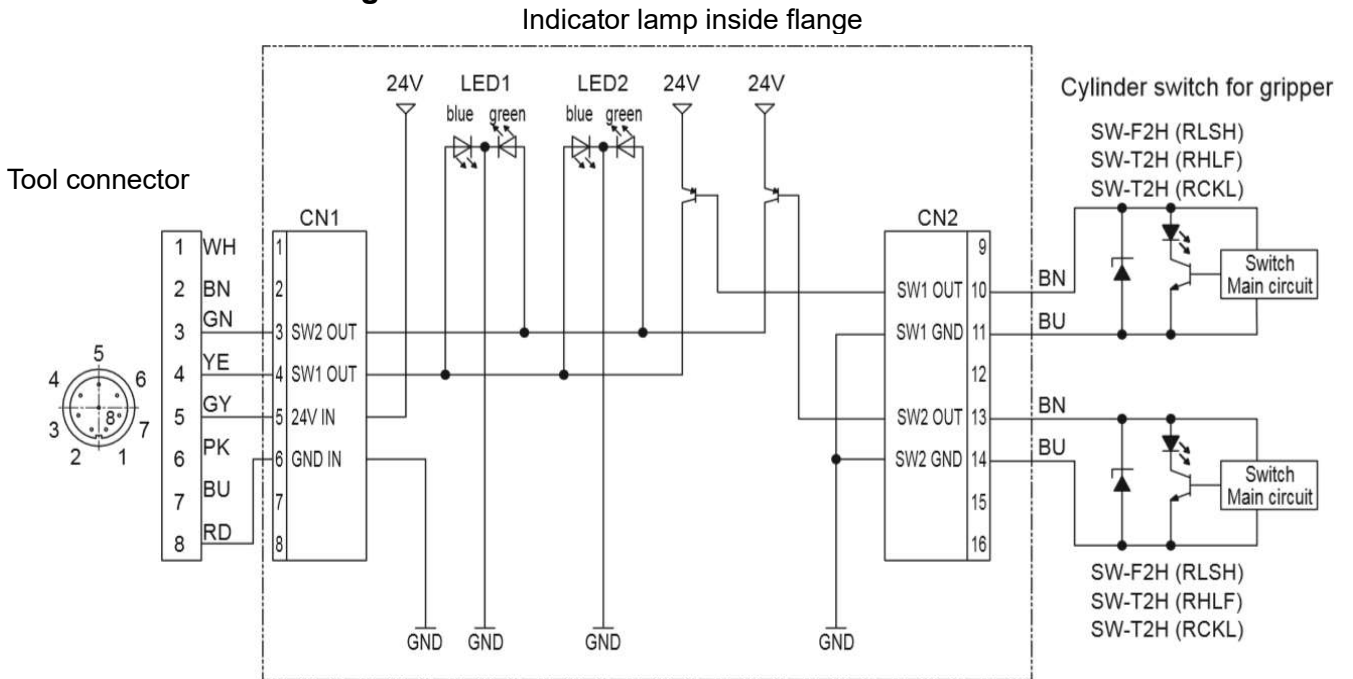 Indicator lamp inside flange
24V
LED1
LED2
24V
24V
blue green
blue green
Cylinder switch for gripper
SW-F2H (RLSH)
SW-T2H (RHLF)
SW-T2H (RCKL)
Tool connector
5
4
6
3
8
7
2
1
1 WH
2 BN
3 GN
4 YE
5 GY
6 PK
7 BU
8 RD
CN1
1
2
3 SW2 OUT
4 SW1 OUT
5 24V IN
6 GND IN
7
8
CN2
9
SW1 OUT 10
SW1 GND 11
12
SW2 OUT 13
SW2 GND 14
15
16
BN
BU
Switch
Main circuit
BN
BU
Switch
Main circuit
SW-F2H (RLSH)
SW-T2H (RHLF)
SW-T2H (RCKL)
GND
GND
GND
GND